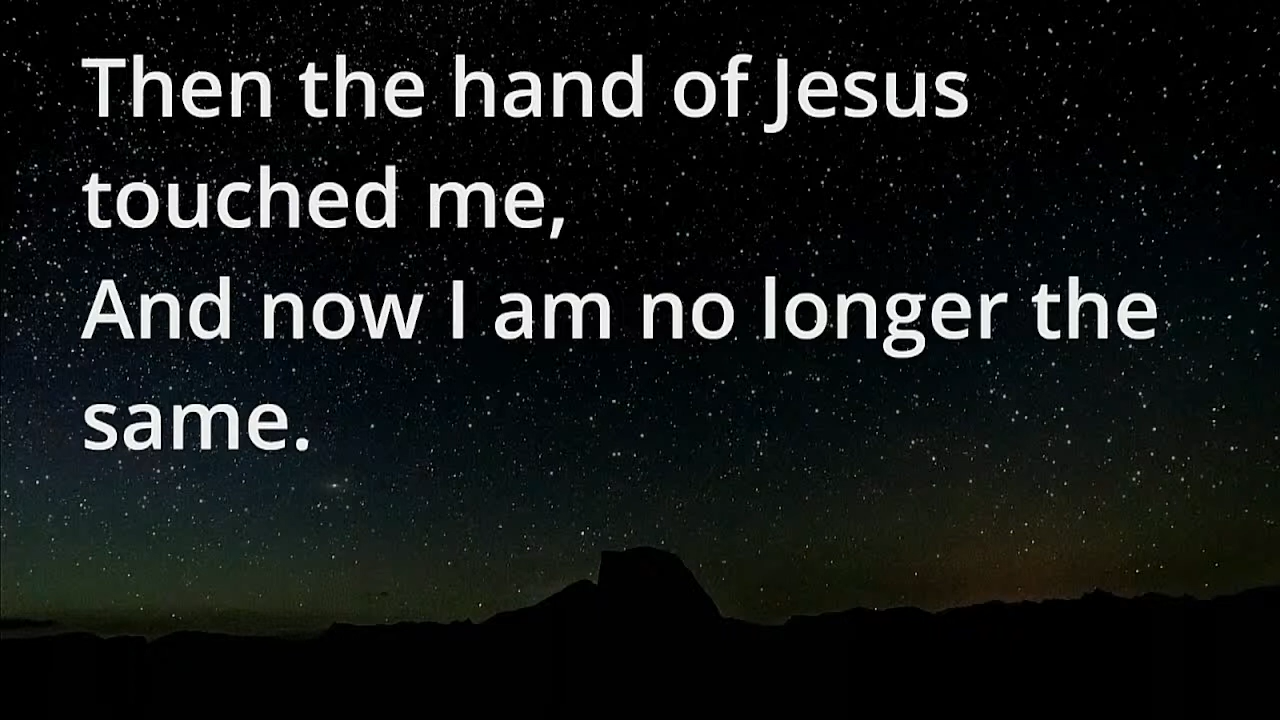 Then the hand of Jesus
touched me,
And now I am no longer the
same.